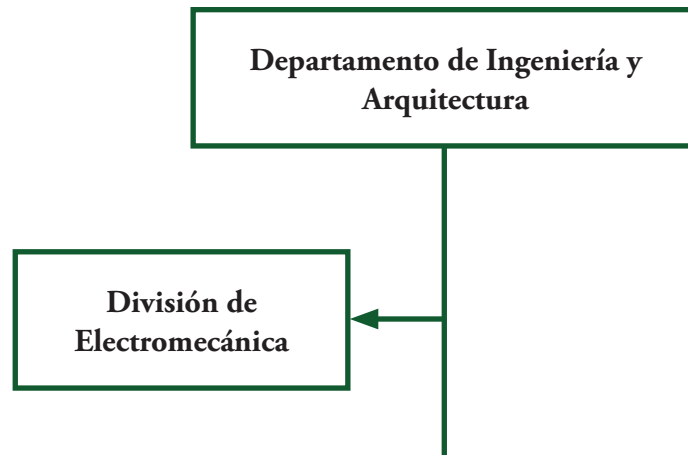 Departamento de Ingeniería y
Arquitectura
División de
Electromecánica